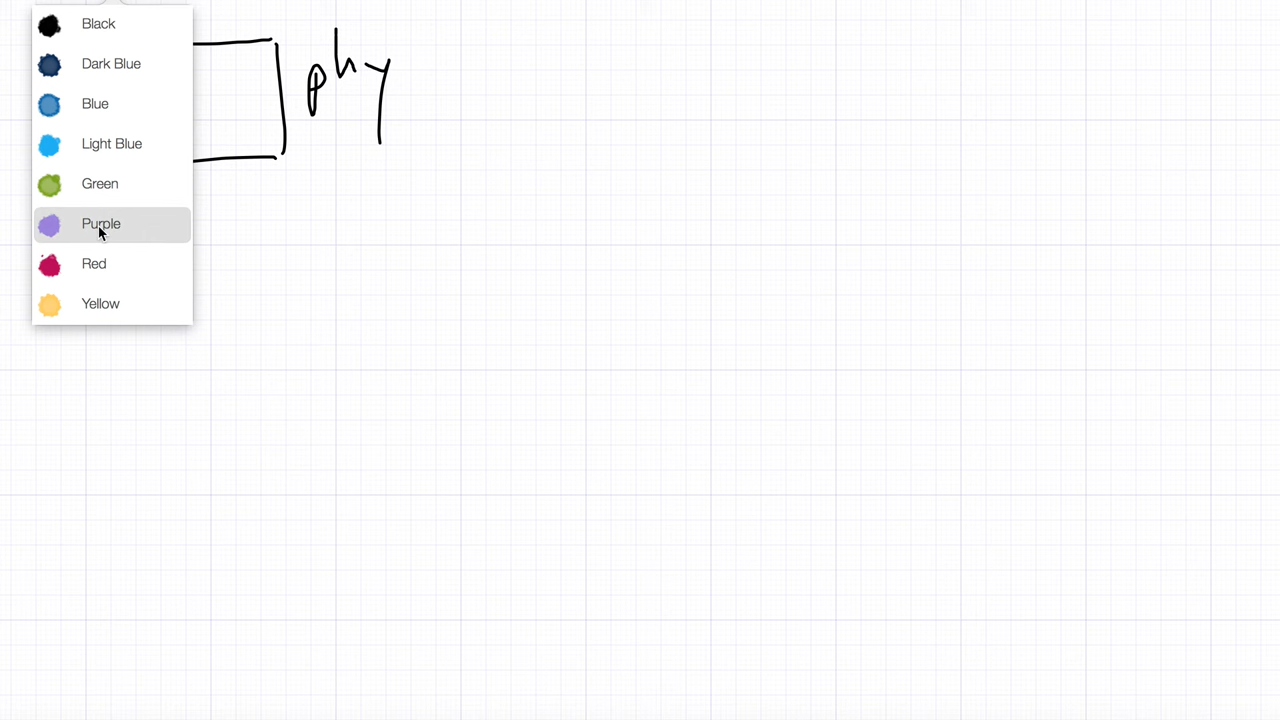 Black
Dark Blue
Blue
Light Blue
Green
Purple
Red
Yellow
phy